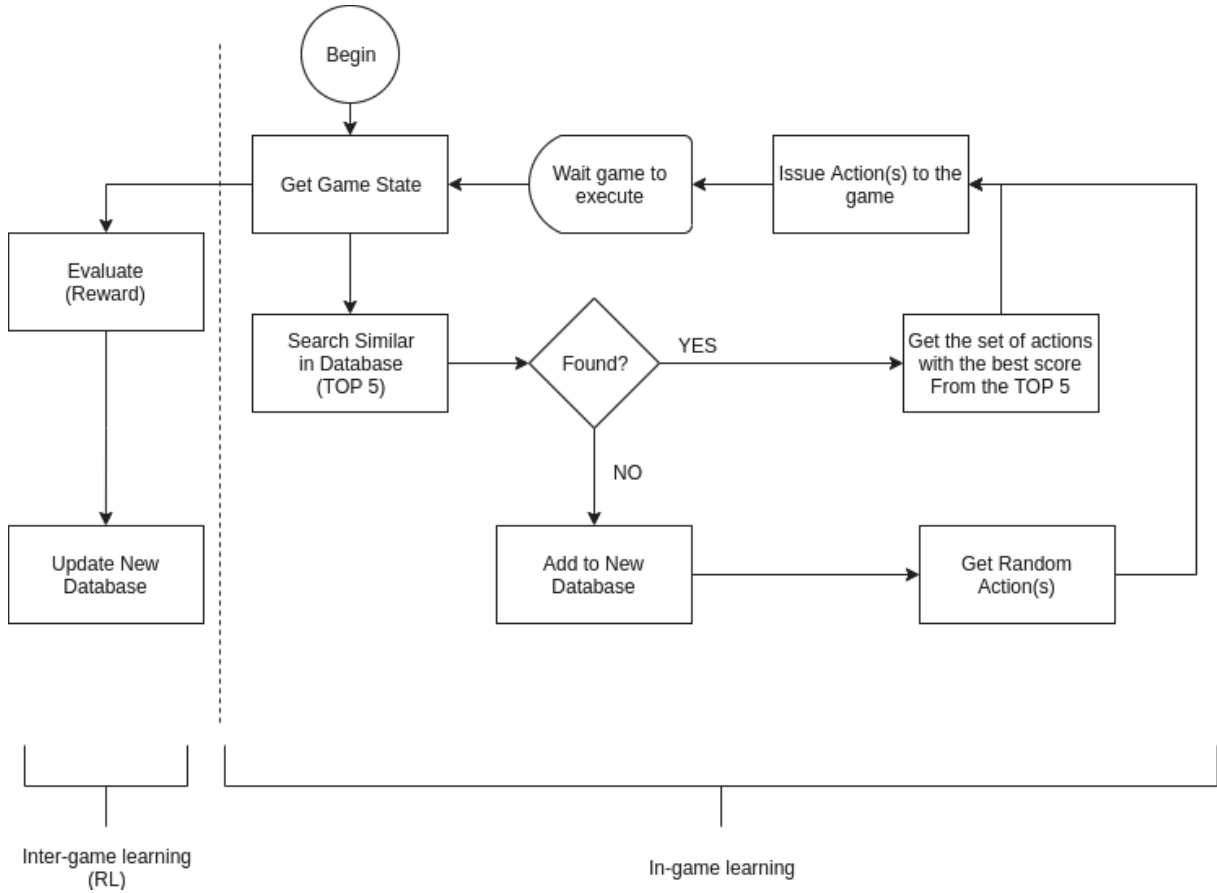 Begin
Get Game State
Wait game to
execute
Issue Action(s) to the
game
Evaluate
(Reward)
Search Similar
in Database
(TOP 5)
Found?
YES
Get the set of actions
with the best score
From the TOP 5
NO
Update New
Database
Add to New
Database
Get Random
Action(s)
Inter-game learning
(RL)
In-game learning